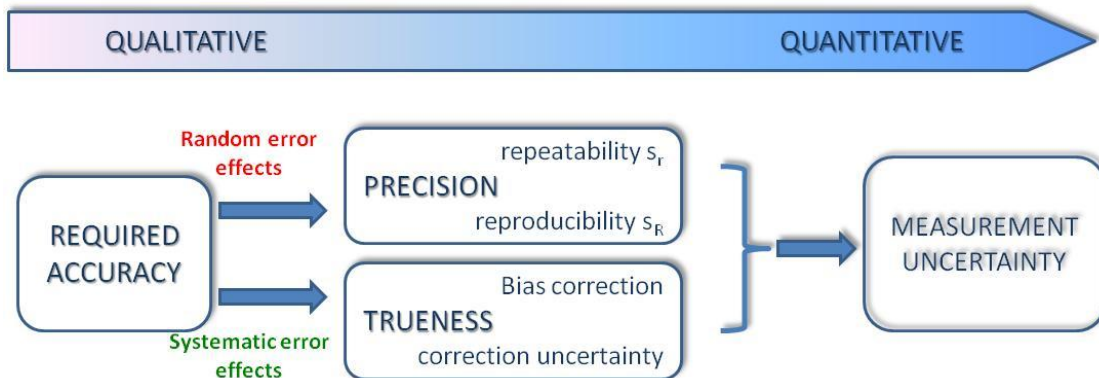 QUALITATIVE
QUANTITATIVE
Random error
effects
REQUIRED
ACCURACY
Systematic error
effects
repeatability sᵣ
PRECISION
reproducibility s_R
Bias correction
TRUENESS
correction uncertainty
MEASUREMENT
UNCERTAINTY